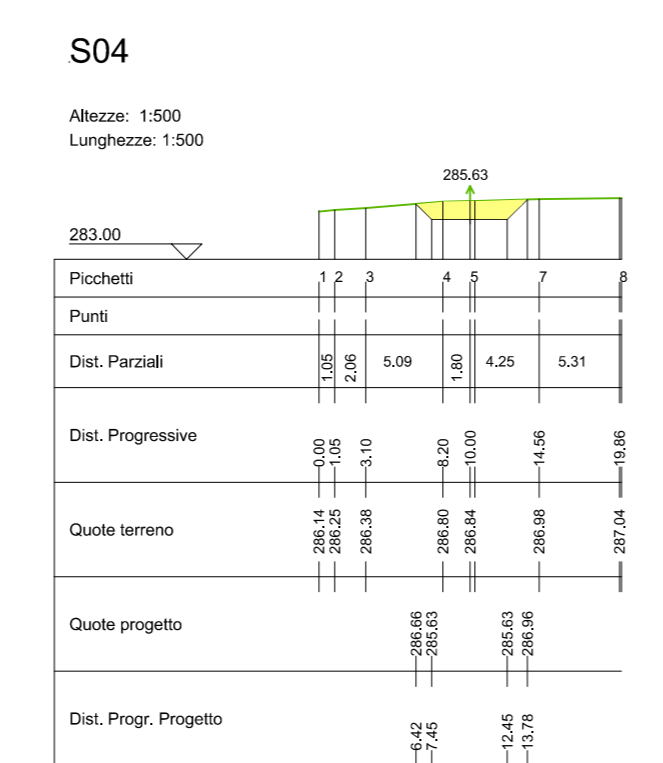 S04
Altezze: 1:500
Lunghezze: 1:500
285.63
283.00
Picchetti 1 2 3 4 5 7 8
Punti
Dist. Parziali 1.05 2.06 5.09 1.80 4.25 5.31
Dist. Progressive 0.00 1.05 3.10 8.20 10.00 14.56 19.86
Quote terreno 286.14 286.25 286.38 286.80 286.84 286.98 287.04
Quote progetto 286.66 285.63 285.63 286.96
Dist. Progr. Progetto 6.42 7.45 12.45 13.78